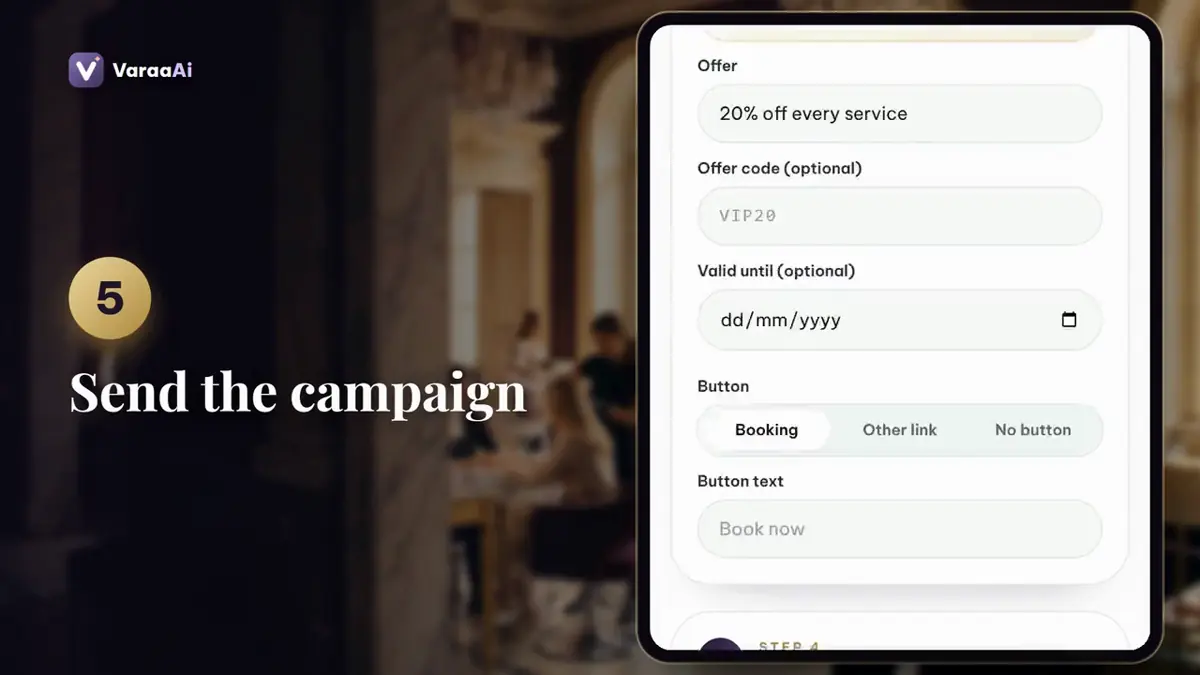 VaraaAi
5
Send the campaign
Offer
20% off every service
Offer code (optional)
VIP20
Valid until (optional)
dd/mm/yyyy
Button
Booking
Other link
No button
Button text
Book now
STEP 4